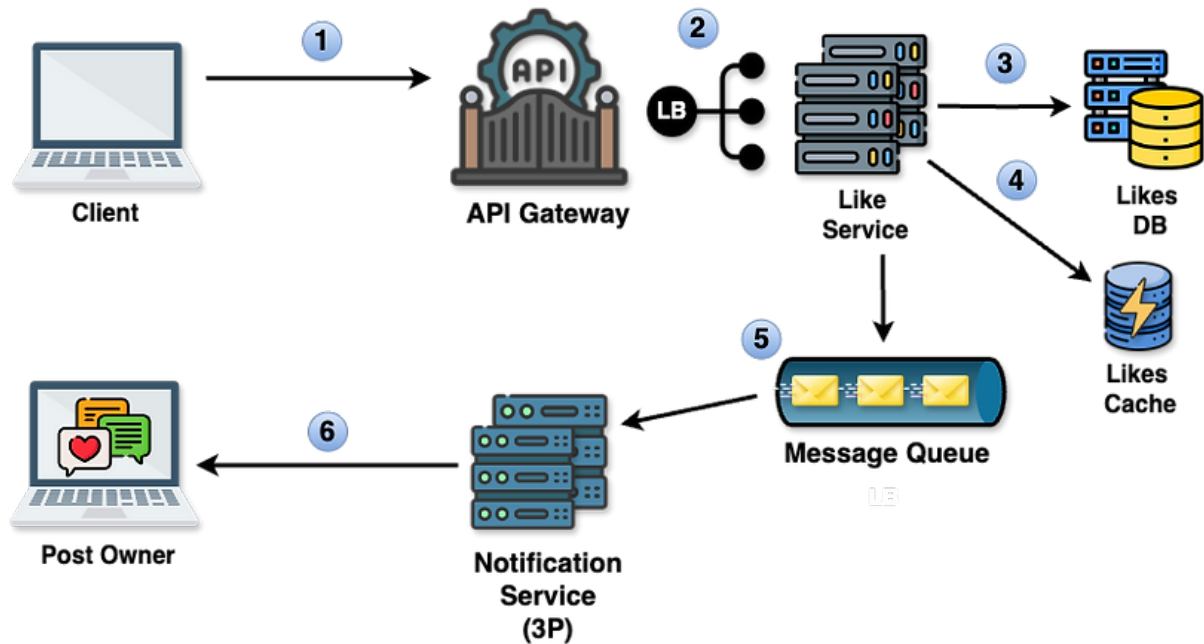 1
2
API
LB
3
4
Client
API Gateway
Like
Service
Likes
DB
5
Likes
Cache
6
Message Queue
LB
Post Owner
Notification
Service
(3P)